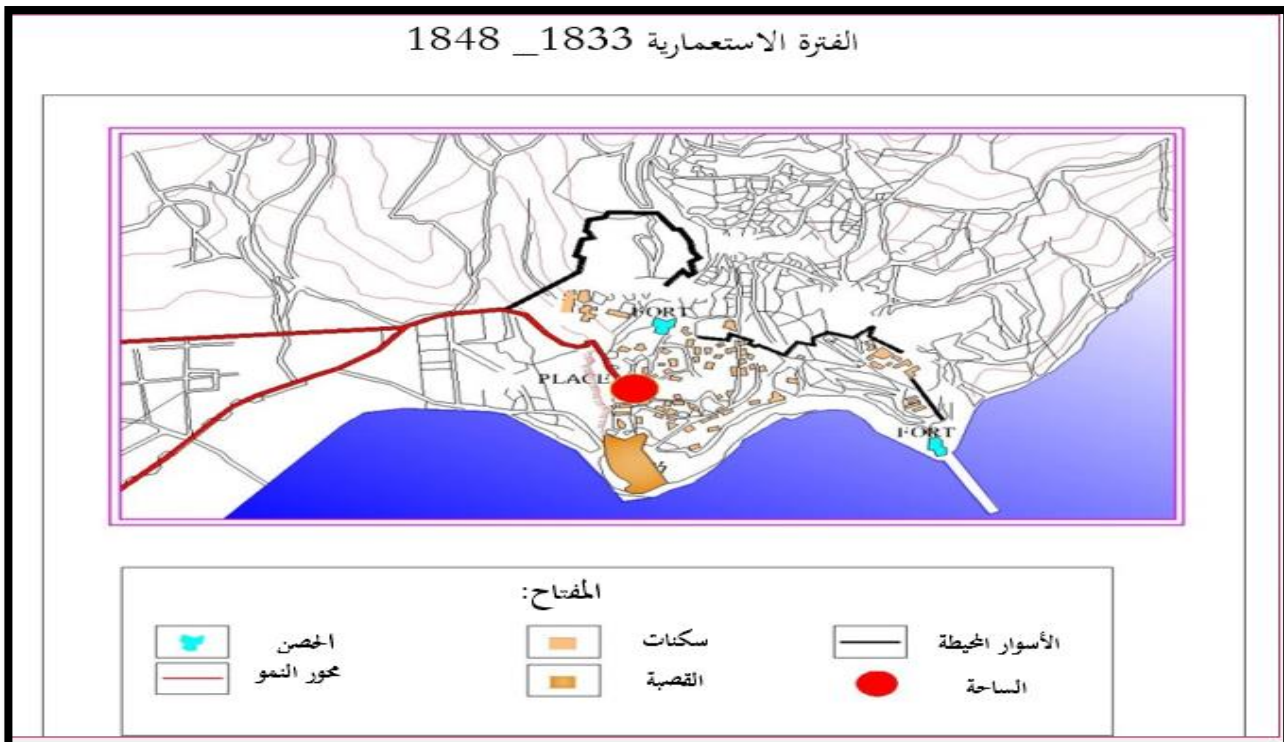 الفترة الاستعمارية 1833_ 1848
FORT
PLACE
FORT
المفتاح:
الأسوار المحيطة
سكنات
الحصن
الساحة
القصبة
محور النمو